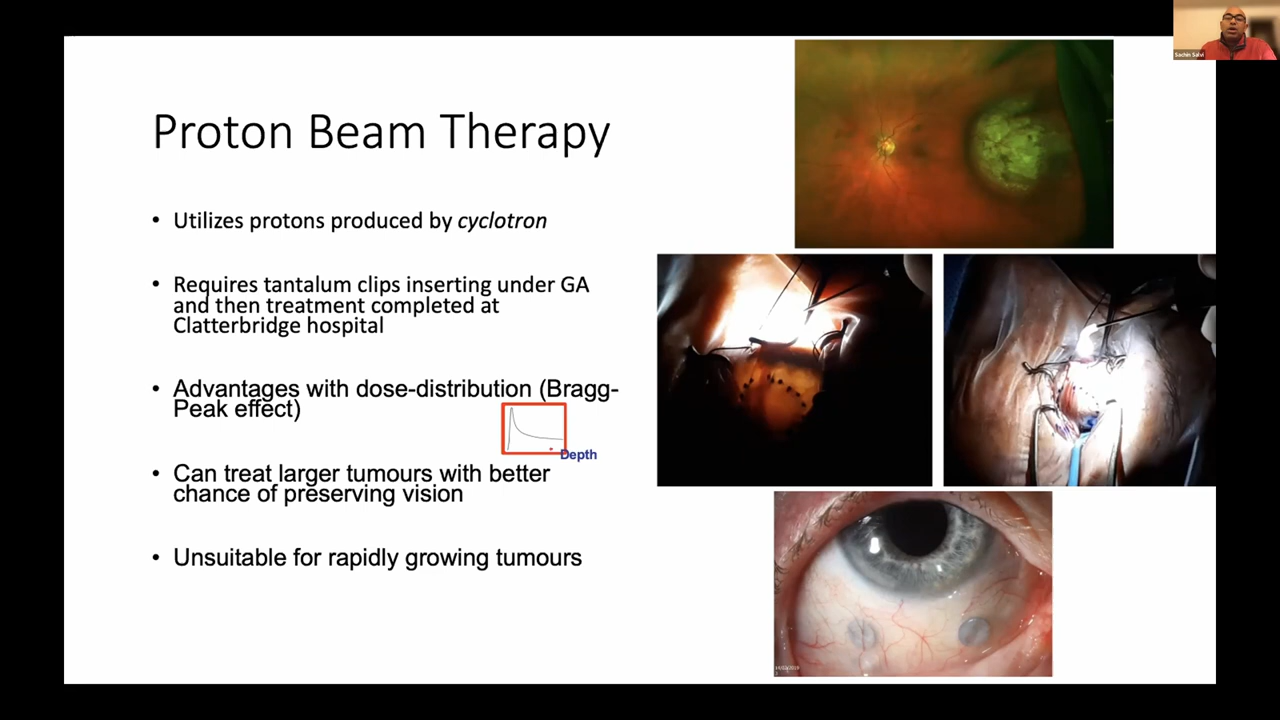 Sachin Salvi
Proton Beam Therapy
• Utilizes protons produced by cyclotron
• Requires tantalum clips inserting under GA
and then treatment completed at
Clatterbridge hospital
• Advantages with dose-distribution (Bragg-
Peak effect)
Depth
• Can treat larger tumours with better
chance of preserving vision
• Unsuitable for rapidly growing tumours